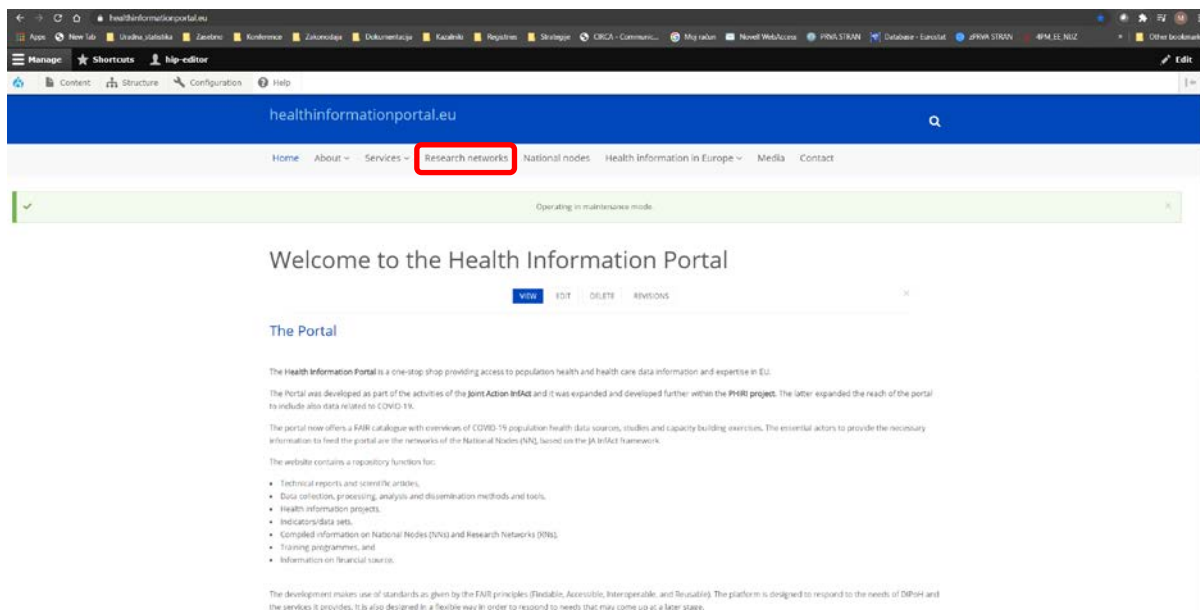 healthinformationportal.eu
Apps New Tab Uradna_statistika Zasebno Konference Zakonodaja Dokumentacija Kazalniki Registries Strategije CIRCA - Communic... Moj račun Novell WebAccess PRVA STRAN Database - Eurostat zPRVA STRAN 4PM_EE_NIJZ Other bookmark
Manage Shortcuts hip-editor Edit
Content Structure Configuration Help
healthinformationportal.eu
Home About Services Research networks National nodes Health information in Europe Media Contact
Operating in maintenance mode.
Welcome to the Health Information Portal
VIEW EDIT DELETE REVISIONS
The Portal
The Health Information Portal is a one-stop shop providing access to population health and health care data information and expertise in EU.
The Portal was developed as part of the activities of the Joint Action InfAct and it was expanded and developed further within the PHIRI project. The latter expanded the reach of the portal
to include also data related to COVID-19.
The portal now offers a FAIR catalogue with overviews of COVID-19 population health data sources, studies and capacity building exercises. The essential actors to provide the necessary
information to feed the portal are the networks of the National Nodes (NN), based on the JA InfAct framework.
The website contains a repository function for:
• Technical reports and scientific articles,
• Data collection, processing, analysis and dissemination methods and tools,
• Health information projects,
• Indicators/data sets,
• Compiled information on National Nodes (NNs) and Research Networks (RNs),
• Training programmes, and
• Information on financial source.
The development makes use of standards as given by the FAIR principles (Findable, Accessible, Interoperable, and Reusable). The platform is designed to respond to the needs of DIPoH and
the services it provides. It is also designed in a flexible way in order to respond to needs that may come up at a later stage.